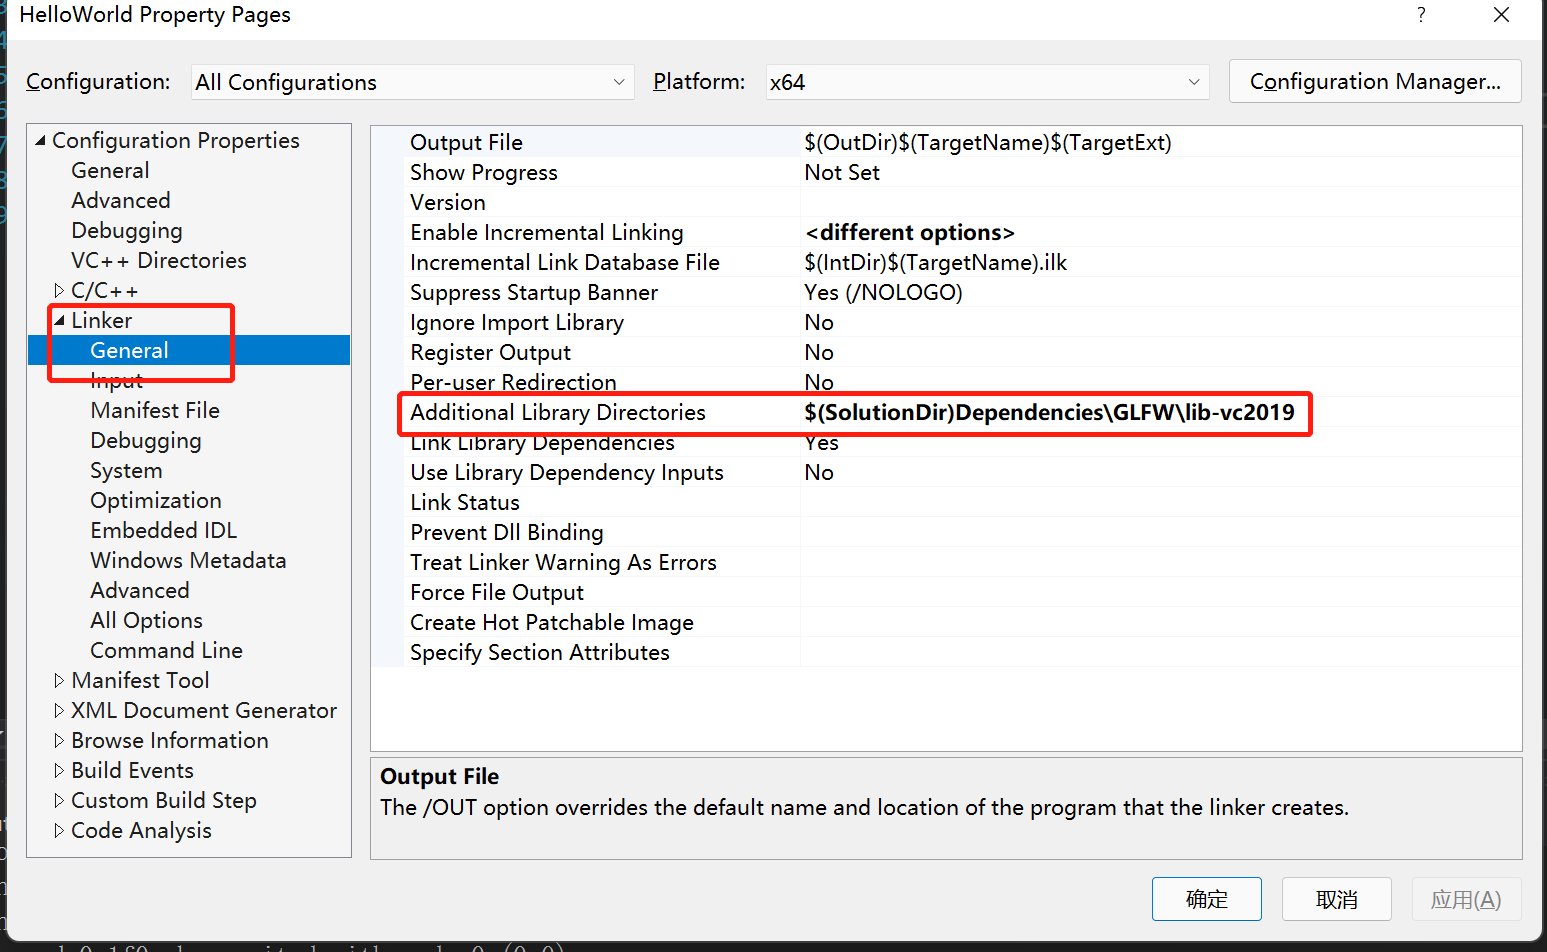 HelloWorld Property Pages
?
Configuration: All Configurations Platform: x64 Configuration Manager...
Configuration Properties
General
Advanced
Debugging
VC++ Directories
C/C++
Linker
General
Input
Manifest File
Debugging
System
Optimization
Embedded IDL
Windows Metadata
Advanced
All Options
Command Line
Manifest Tool
XML Document Generator
Browse Information
Build Events
Custom Build Step
Code Analysis
Output File $(OutDir)$(TargetName)$(TargetExt)
Show Progress Not Set
Version
Enable Incremental Linking <different options>
Incremental Link Database File $(IntDir)$(TargetName).ilk
Suppress Startup Banner Yes (/NOLOGO)
Ignore Import Library No
Register Output No
Per-user Redirection No
Additional Library Directories $(SolutionDir)Dependencies\GLFW\lib-vc2019
Link Library Dependencies Yes
Use Library Dependency Inputs No
Link Status
Prevent Dll Binding
Treat Linker Warning As Errors
Force File Output
Create Hot Patchable Image
Specify Section Attributes
Output File
The /OUT option overrides the default name and location of the program that the linker creates.
确定 取消 应用(A)